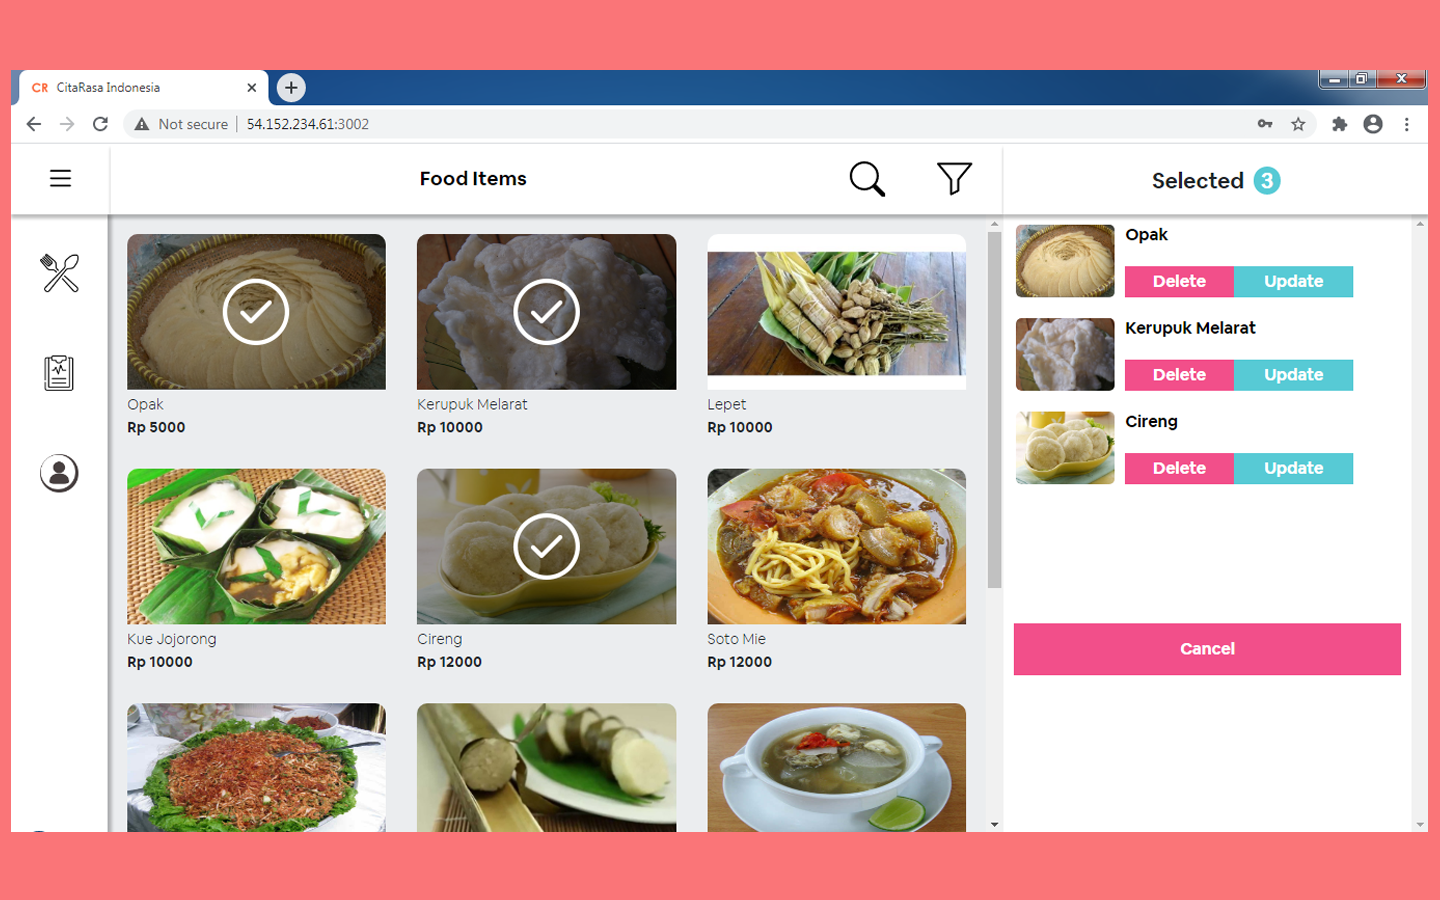 CR CitaRasa Indonesia
Not secure 54.152.234.61:3002
Food Items
Selected 3
Opak
Rp 5000
Kerupuk Melarat
Rp 10000
Lepet
Rp 10000
Kue Jojorong
Rp 10000
Cireng
Rp 12000
Soto Mie
Rp 12000
Opak
Delete Update
Kerupuk Melarat
Delete Update
Cireng
Delete Update
Cancel